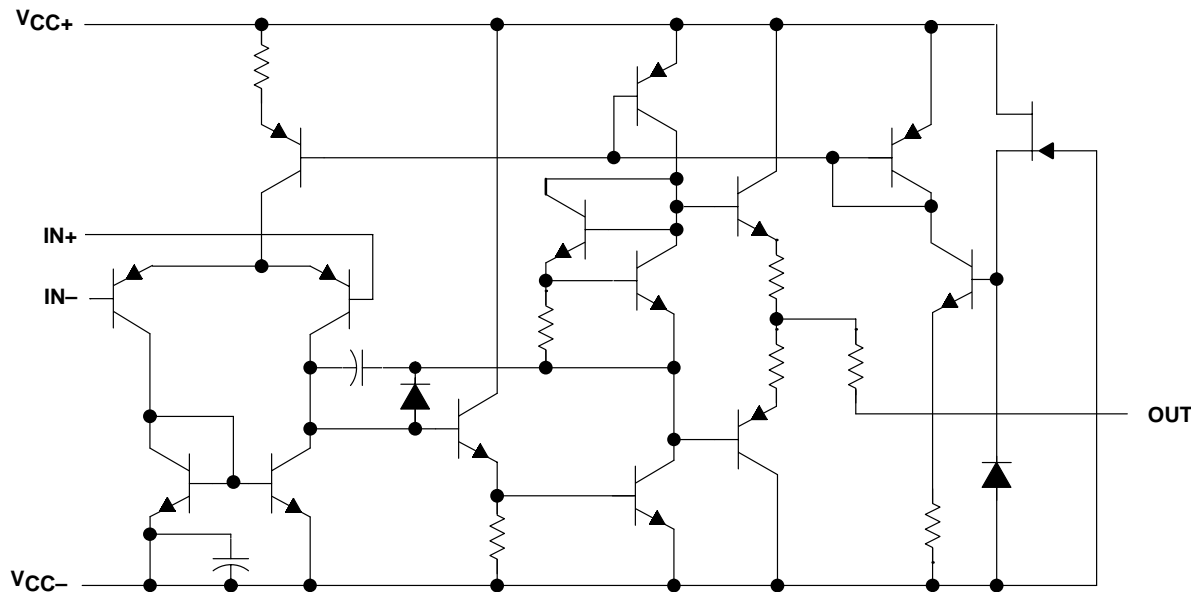 VCC+
IN+
IN–
OUT
VCC–